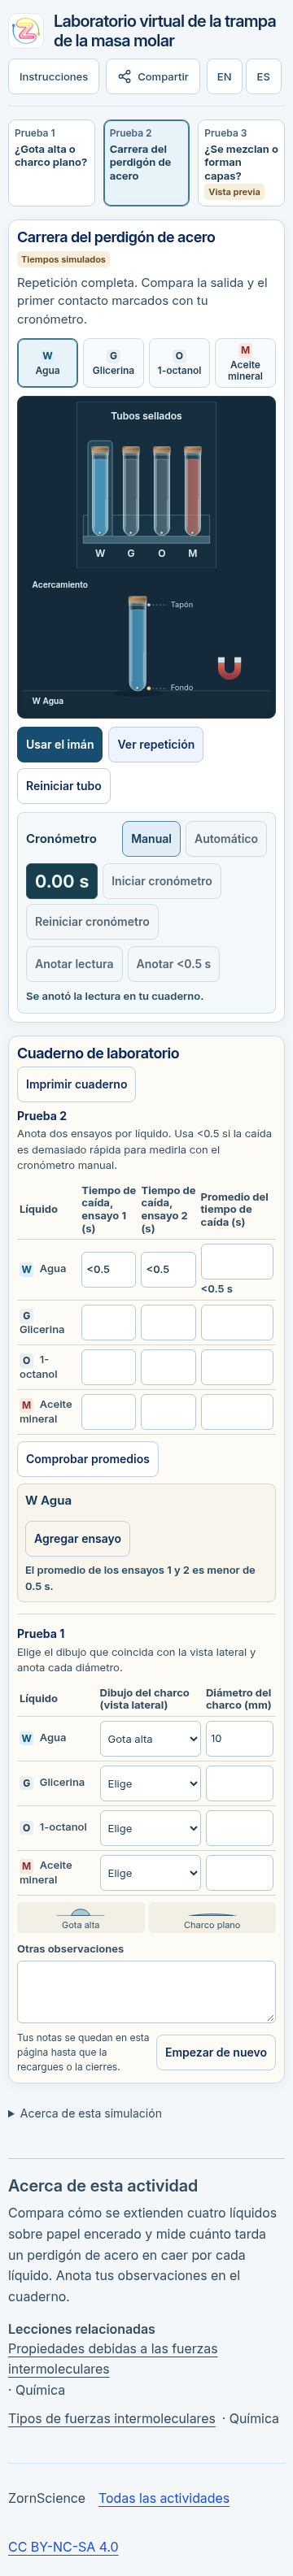 Laboratorio virtual de la trampa
de la masa molar
Instrucciones
Compartir
EN
ES
Prueba 1
¿Gota alta o
charco plano?
Prueba 2
Carrera del
perdigón de
acero
Prueba 3
¿Se mezclan o
forman
capas?
Vista previa
Carrera del perdigón de acero
Tiempos simulados
Repetición completa. Compara la salida y el
primer contacto marcados con tu
cronómetro.
W
Agua
G
Glicerina
O
1-octanol
M
Aceite
mineral
Tubos sellados
W
G
O
M
Acercamiento
Tapón
Fondo
W Agua
Usar el imán
Ver repetición
Reiniciar tubo
Cronómetro
Manual
Automático
0.00 s
Iniciar cronómetro
Reiniciar cronómetro
Anotar lectura
Anotar <0.5 s
Se anotó la lectura en tu cuaderno.
Cuaderno de laboratorio
Imprimir cuaderno
Prueba 2
Anota dos ensayos por líquido. Usa <0.5 si la caída
es demasiado rápida para medirla con el
cronómetro manual.
Líquido
Tiempo de
caída,
ensayo 1
(s)
Tiempo de
caída,
ensayo 2
(s)
Promedio del
tiempo de
caída (s)
W Agua
<0.5
<0.5
<0.5 s
G
Glicerina
O 1-
octanol
M Aceite
mineral
Comprobar promedios
W Agua
Agregar ensayo
El promedio de los ensayos 1 y 2 es menor de
0.5 s.
Prueba 1
Elige el dibujo que coincida con la vista lateral y
anota cada diámetro.
Líquido
Dibujo del charco
(vista lateral)
Diámetro del
charco (mm)
W Agua
Gota alta
10
G Glicerina
Elige
O 1-octanol
Elige
M Aceite
mineral
Elige
Gota alta
Charco plano
Otras observaciones
Tus notas se quedan en esta
página hasta que la
recargues o la cierres.
Empezar de nuevo
Acerca de esta simulación
Acerca de esta actividad
Compara cómo se extienden cuatro líquidos
sobre papel encerado y mide cuánto tarda
un perdigón de acero en caer por cada
líquido. Anota tus observaciones en el
cuaderno.
Lecciones relacionadas
Propiedades debidas a las fuerzas
intermoleculares
· Química
Tipos de fuerzas intermoleculares · Química
ZornScience
Todas las actividades
CC BY-NC-SA 4.0